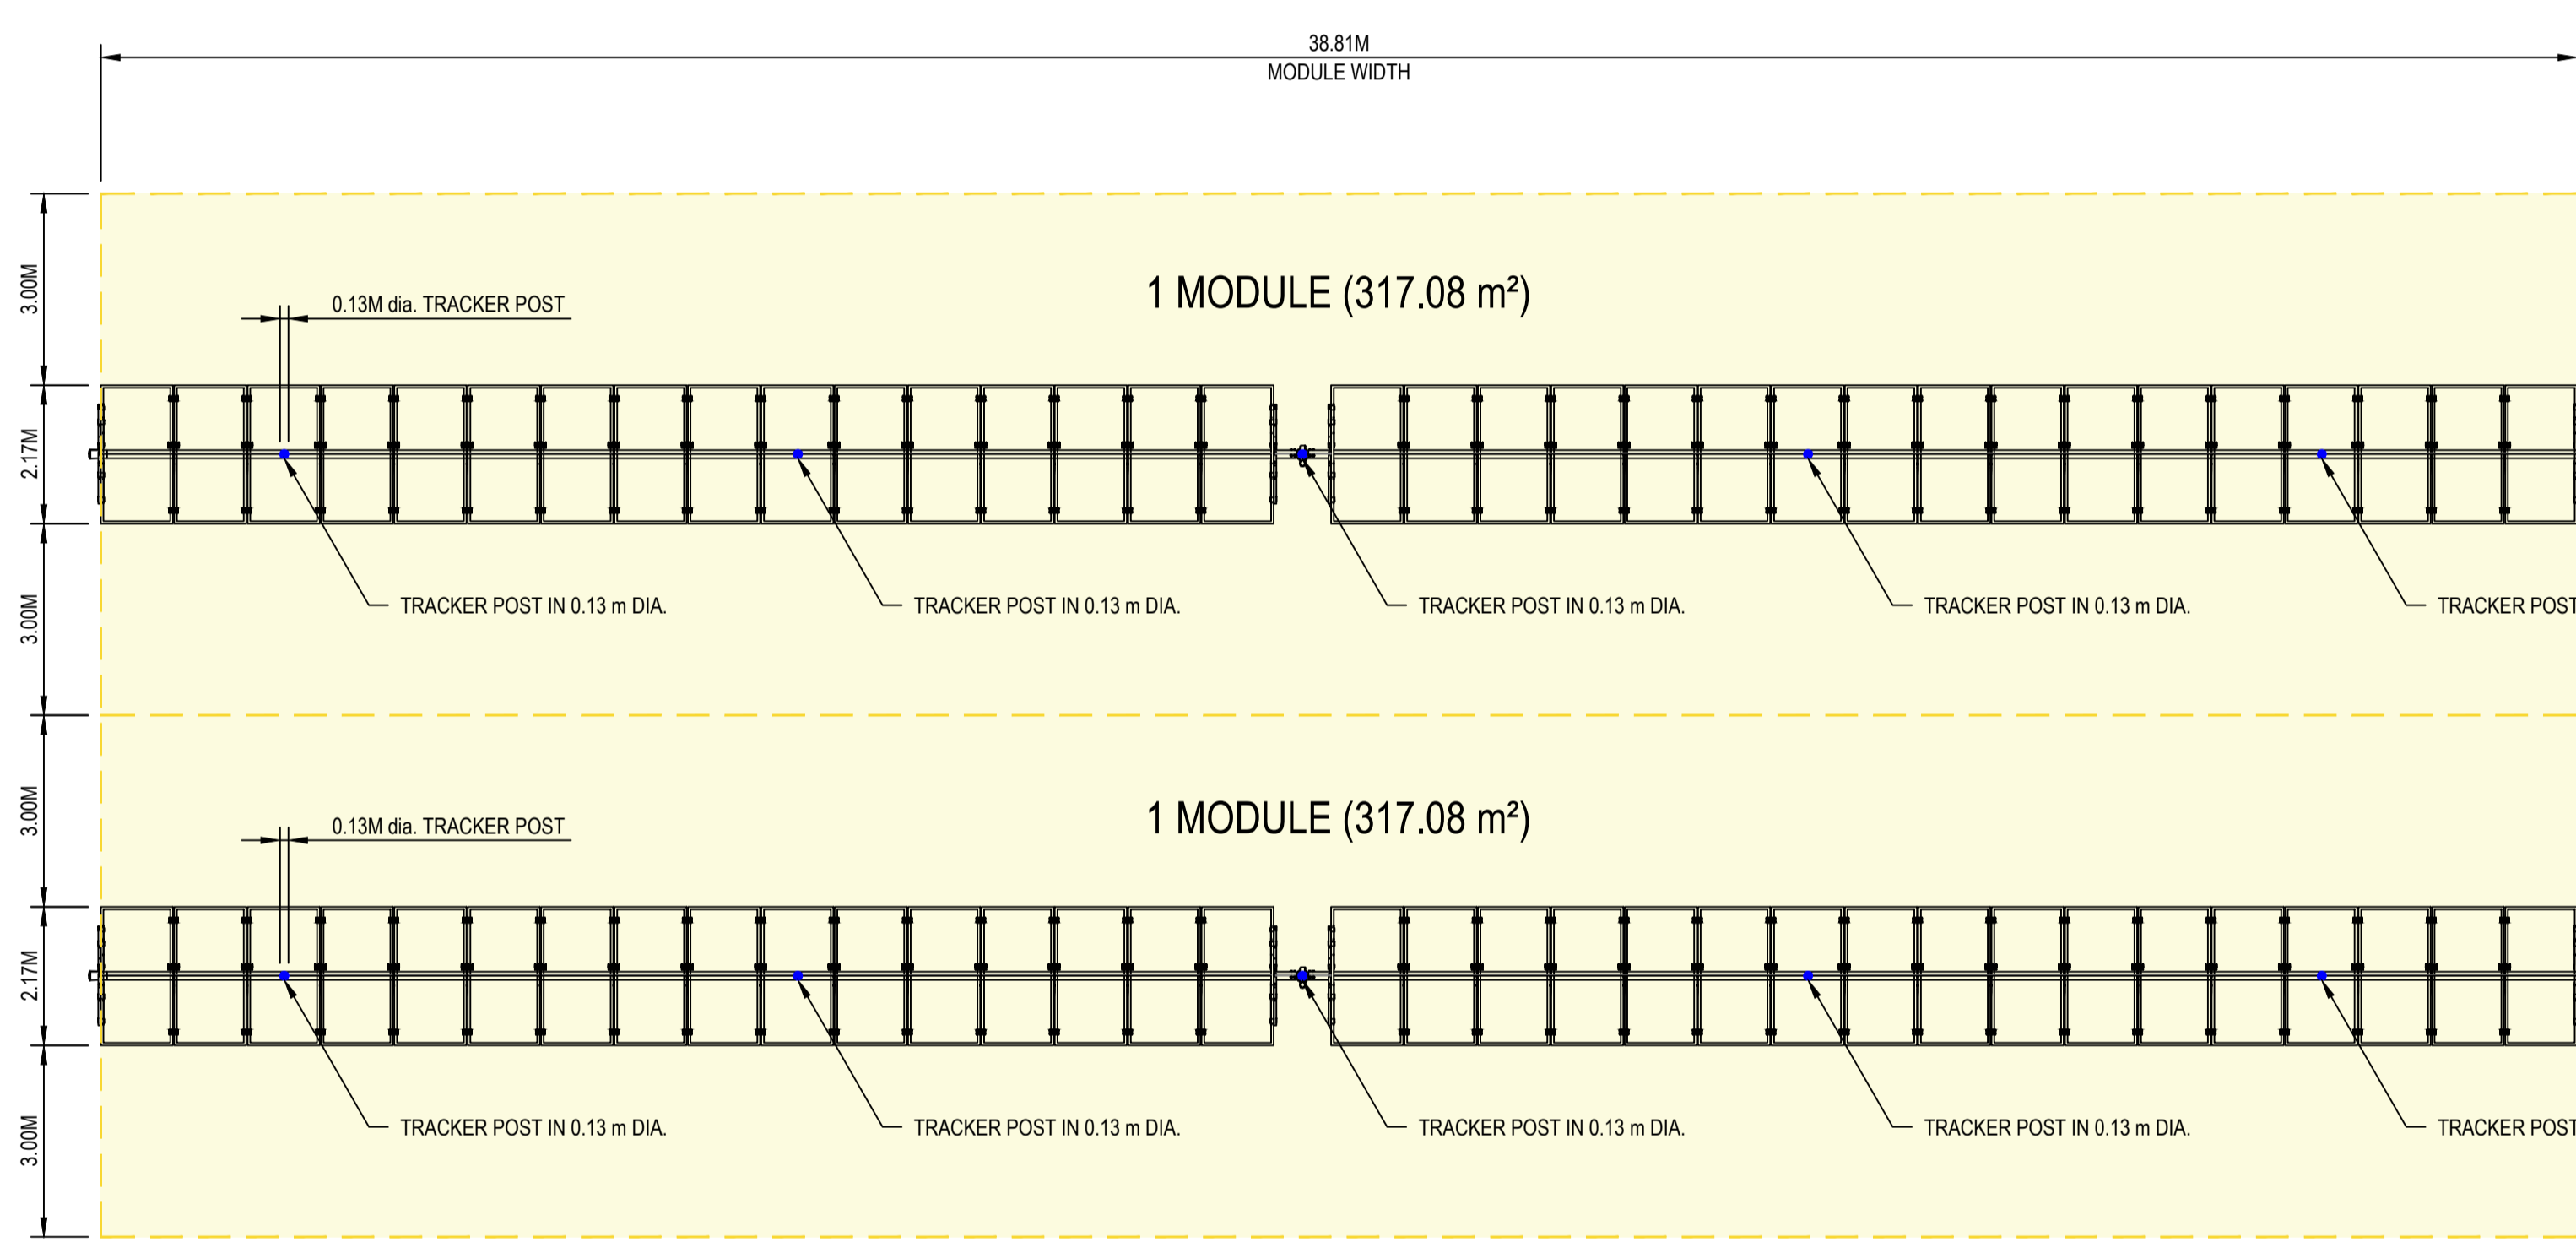 38.81M
MODULE WIDTH
3.00M
1 MODULE (317.08 m²)
0.13M dia. TRACKER POST
2.17M
3.00M
TRACKER POST IN 0.13 m DIA.
TRACKER POST IN 0.13 m DIA.
TRACKER POST IN 0.13 m DIA.
TRACKER POST IN 0.13 m DIA.
TRACKER POST
3.00M
1 MODULE (317.08 m²)
0.13M dia. TRACKER POST
2.17M
3.00M
TRACKER POST IN 0.13 m DIA.
TRACKER POST IN 0.13 m DIA.
TRACKER POST IN 0.13 m DIA.
TRACKER POST IN 0.13 m DIA.
TRACKER POST